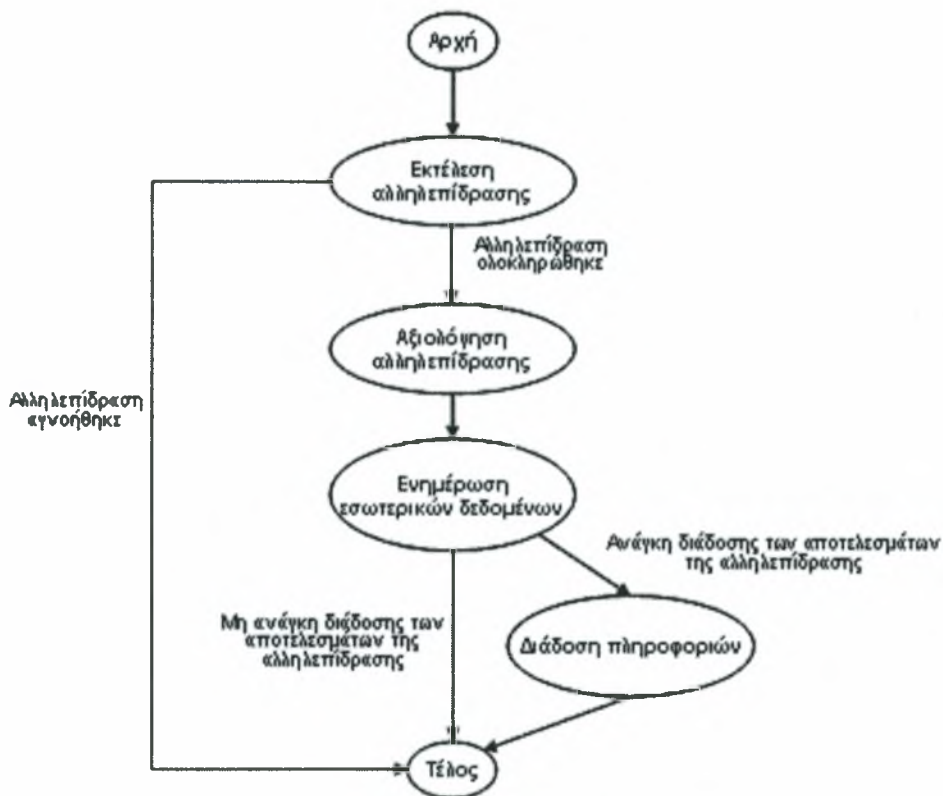 Αρχή
Εκτέλεση
αλληλεπίδρασης
Αλληλεπίδραση
ολοκληρώθηκε
Αξιολόγηση
αλληλεπίδρασης
Αλληλεπίδραση
αγνοήθηκε
Ενημέρωση
εσωτερικών δεδομένων
Ανάγκη διάδοσης των αποτελεσμάτων
της αλληλεπίδρασης
Μη ανάγκη διάδοσης των
αποτελεσμάτων της
αλληλεπίδρασης
Διάδοση πληροφοριών
Τέλος